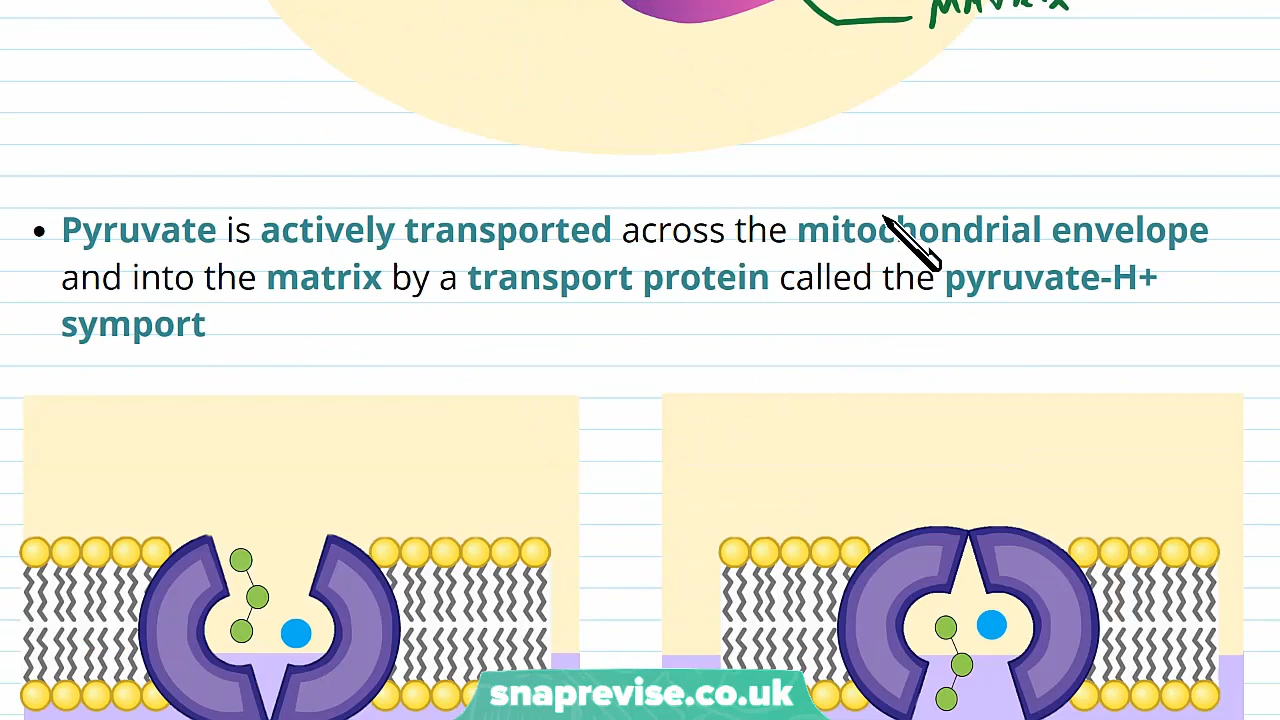 MATRIX
• Pyruvate is actively transported across the mitochondrial envelope
and into the matrix by a transport protein called the pyruvate-H+
symport
snaprevise.co.uk